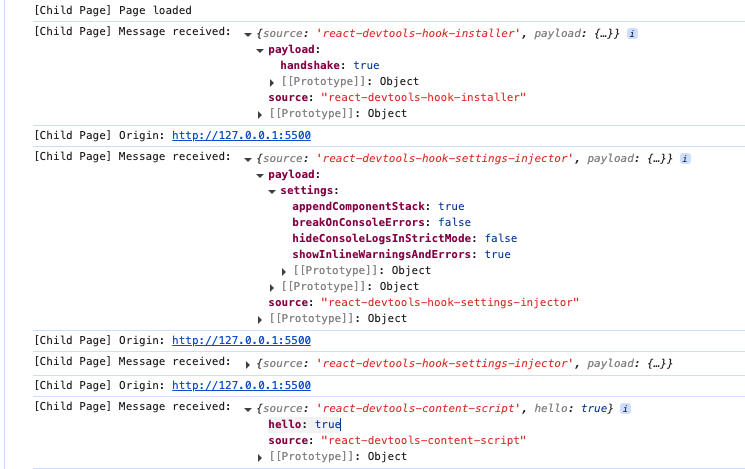 [Child Page] Page loaded
[Child Page] Message received: {source: 'react-devtools-hook-installer', payload: {…}} i
payload:
handshake: true
[[Prototype]]: Object
source: "react-devtools-hook-installer"
[[Prototype]]: Object
[Child Page] Origin: http://127.0.0.1:5500
[Child Page] Message received: {source: 'react-devtools-hook-settings-injector', payload: {…}} i
payload:
settings:
appendComponentStack: true
breakOnConsoleErrors: false
hideConsoleLogsInStrictMode: false
showInlineWarningsAndErrors: true
[[Prototype]]: Object
[[Prototype]]: Object
source: "react-devtools-hook-settings-injector"
[[Prototype]]: Object
[Child Page] Origin: http://127.0.0.1:5500
[Child Page] Message received: {source: 'react-devtools-hook-settings-injector', payload: {…}}
[Child Page] Origin: http://127.0.0.1:5500
[Child Page] Message received: {source: 'react-devtools-content-script', hello: true} i
hello: true
source: "react-devtools-content-script"
[[Prototype]]: Object